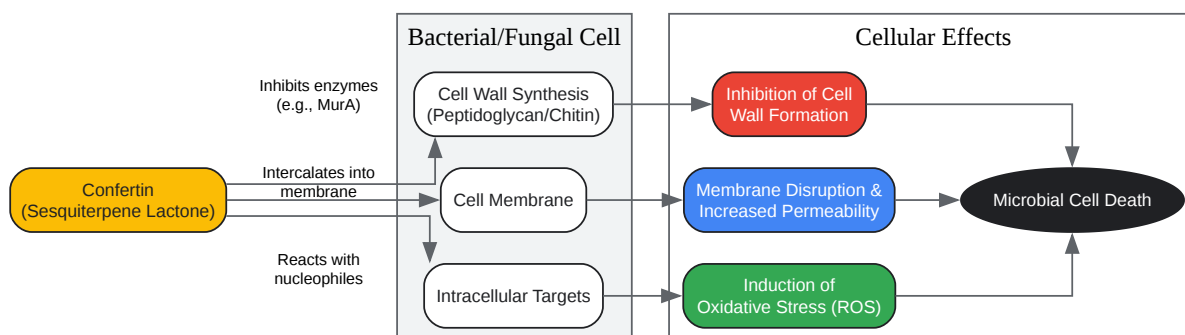 Bacterial/Fungal Cell
Cellular Effects
Inhibits enzymes
(e.g., MurA)
Cell Wall Synthesis
(Peptidoglycan/Chitin)
Inhibition of Cell
Wall Formation
Confertin
(Sesquiterpene Lactone)
Intercalates into
membrane
Cell Membrane
Membrane Disruption &
Increased Permeability
Microbial Cell Death
Reacts with
nucleophiles
Intracellular Targets
Induction of
Oxidative Stress (ROS)